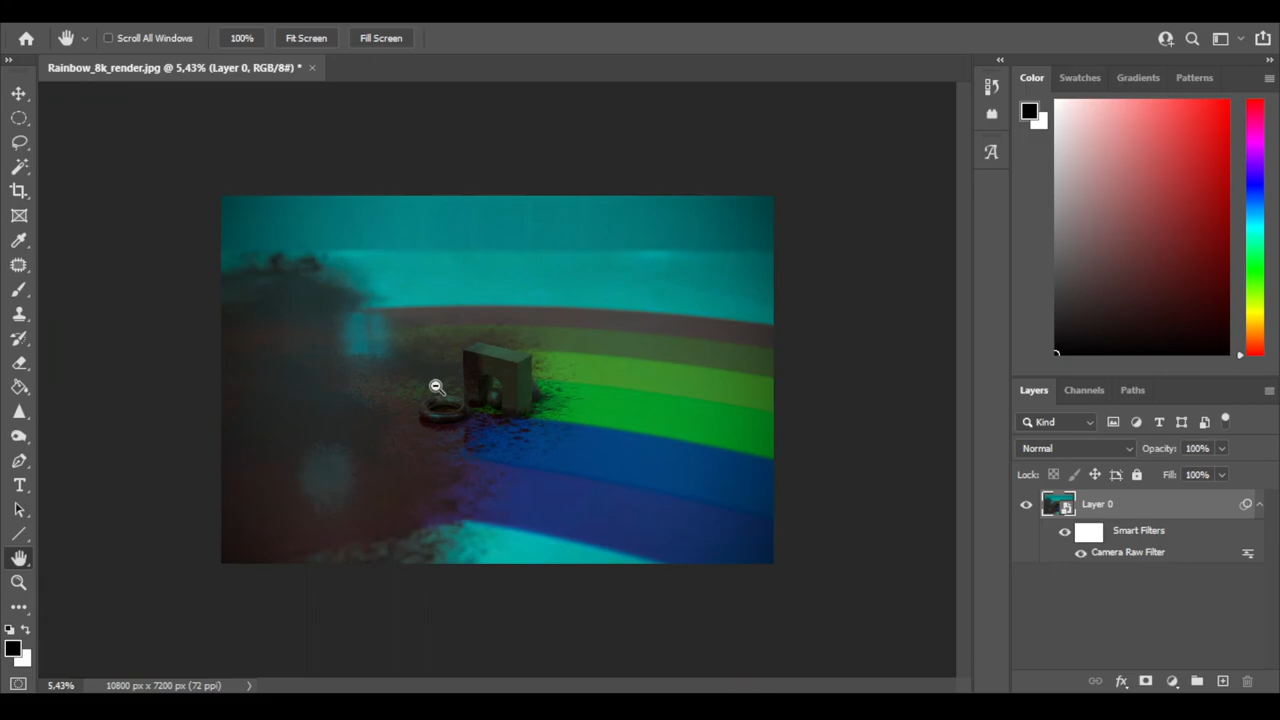 Scroll All Windows 100% Fit Screen Fill Screen
Rainbow_8k_render.jpg @ 5,43% (Layer 0, RGB/8#) *
Color Swatches Gradients Patterns
Layers Channels Paths
Kind
Normal Opacity: 100%
Lock: Fill: 100%
Layer 0
Smart Filters
Camera Raw Filter
5,43% 10800 px x 7200 px (72 ppi)